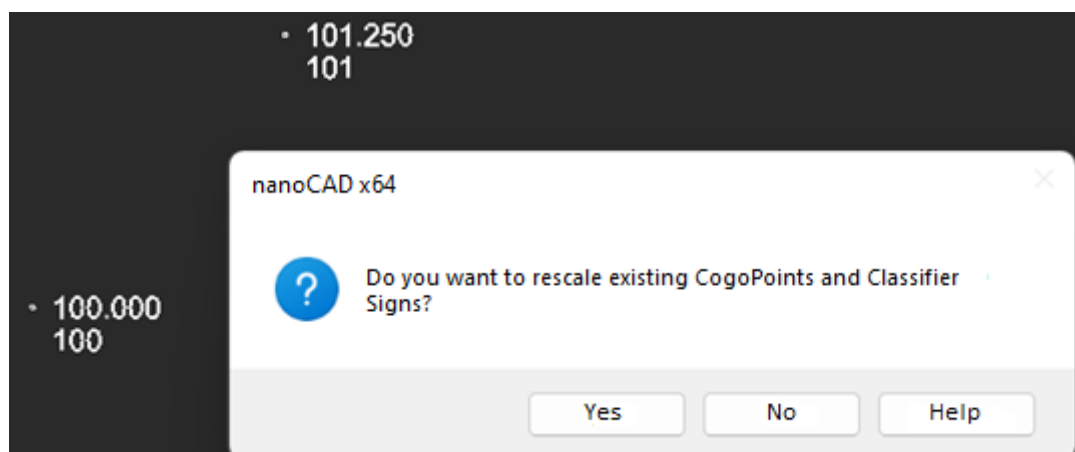 101.250
101
nanoCAD x64
Do you want to rescale existing CogoPoints and Classifier
Signs?
100.000
100
Yes
No
Help